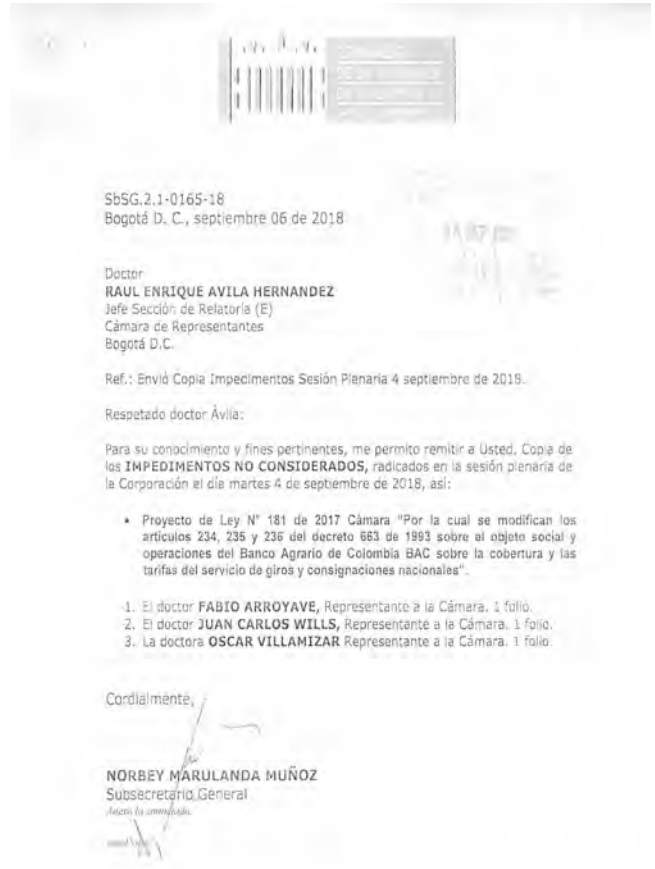 SbSG.2.1-0165-18
Bogotá D. C., septiembre 06 de 2018
Doctor
RAUL ENRIQUE AVILA HERNANDEZ
Jefe Sección de Relatoría (E)
Cámara de Representantes
Bogotá D.C.
Ref.: Envió Copia Impedimentos Sesión Plenaria 4 septiembre de 2018.
Respetado doctor Ávila:
Para su conocimiento y fines pertinentes, me permito remitir a Usted, Copia de
los IMPEDIMENTOS NO CONSIDERADOS, radicados en la sesión plenaria de
la Corporación el día martes 4 de septiembre de 2018, así:
• Proyecto de Ley N° 181 de 2017 Cámara "Por la cual se modifican los
artículos 234, 235 y 236 del decreto 663 de 1993 sobre el objeto social y
operaciones del Banco Agrario de Colombia BAC sobre la cobertura y las
tarifas del servicio de giros y consignaciones nacionales".
1. El doctor FABIO ARROYAVE, Representante a la Cámara. 1 folio.
2. El doctor JUAN CARLOS WILLS, Representante a la Cámara. 1 folio.
3. La doctora OSCAR VILLAMIZAR Representante a la Cámara. 1 folio.
Cordialmente,
NORBEY MARULANDA MUÑOZ
Subsecretario General
Anexo lo enunciado.